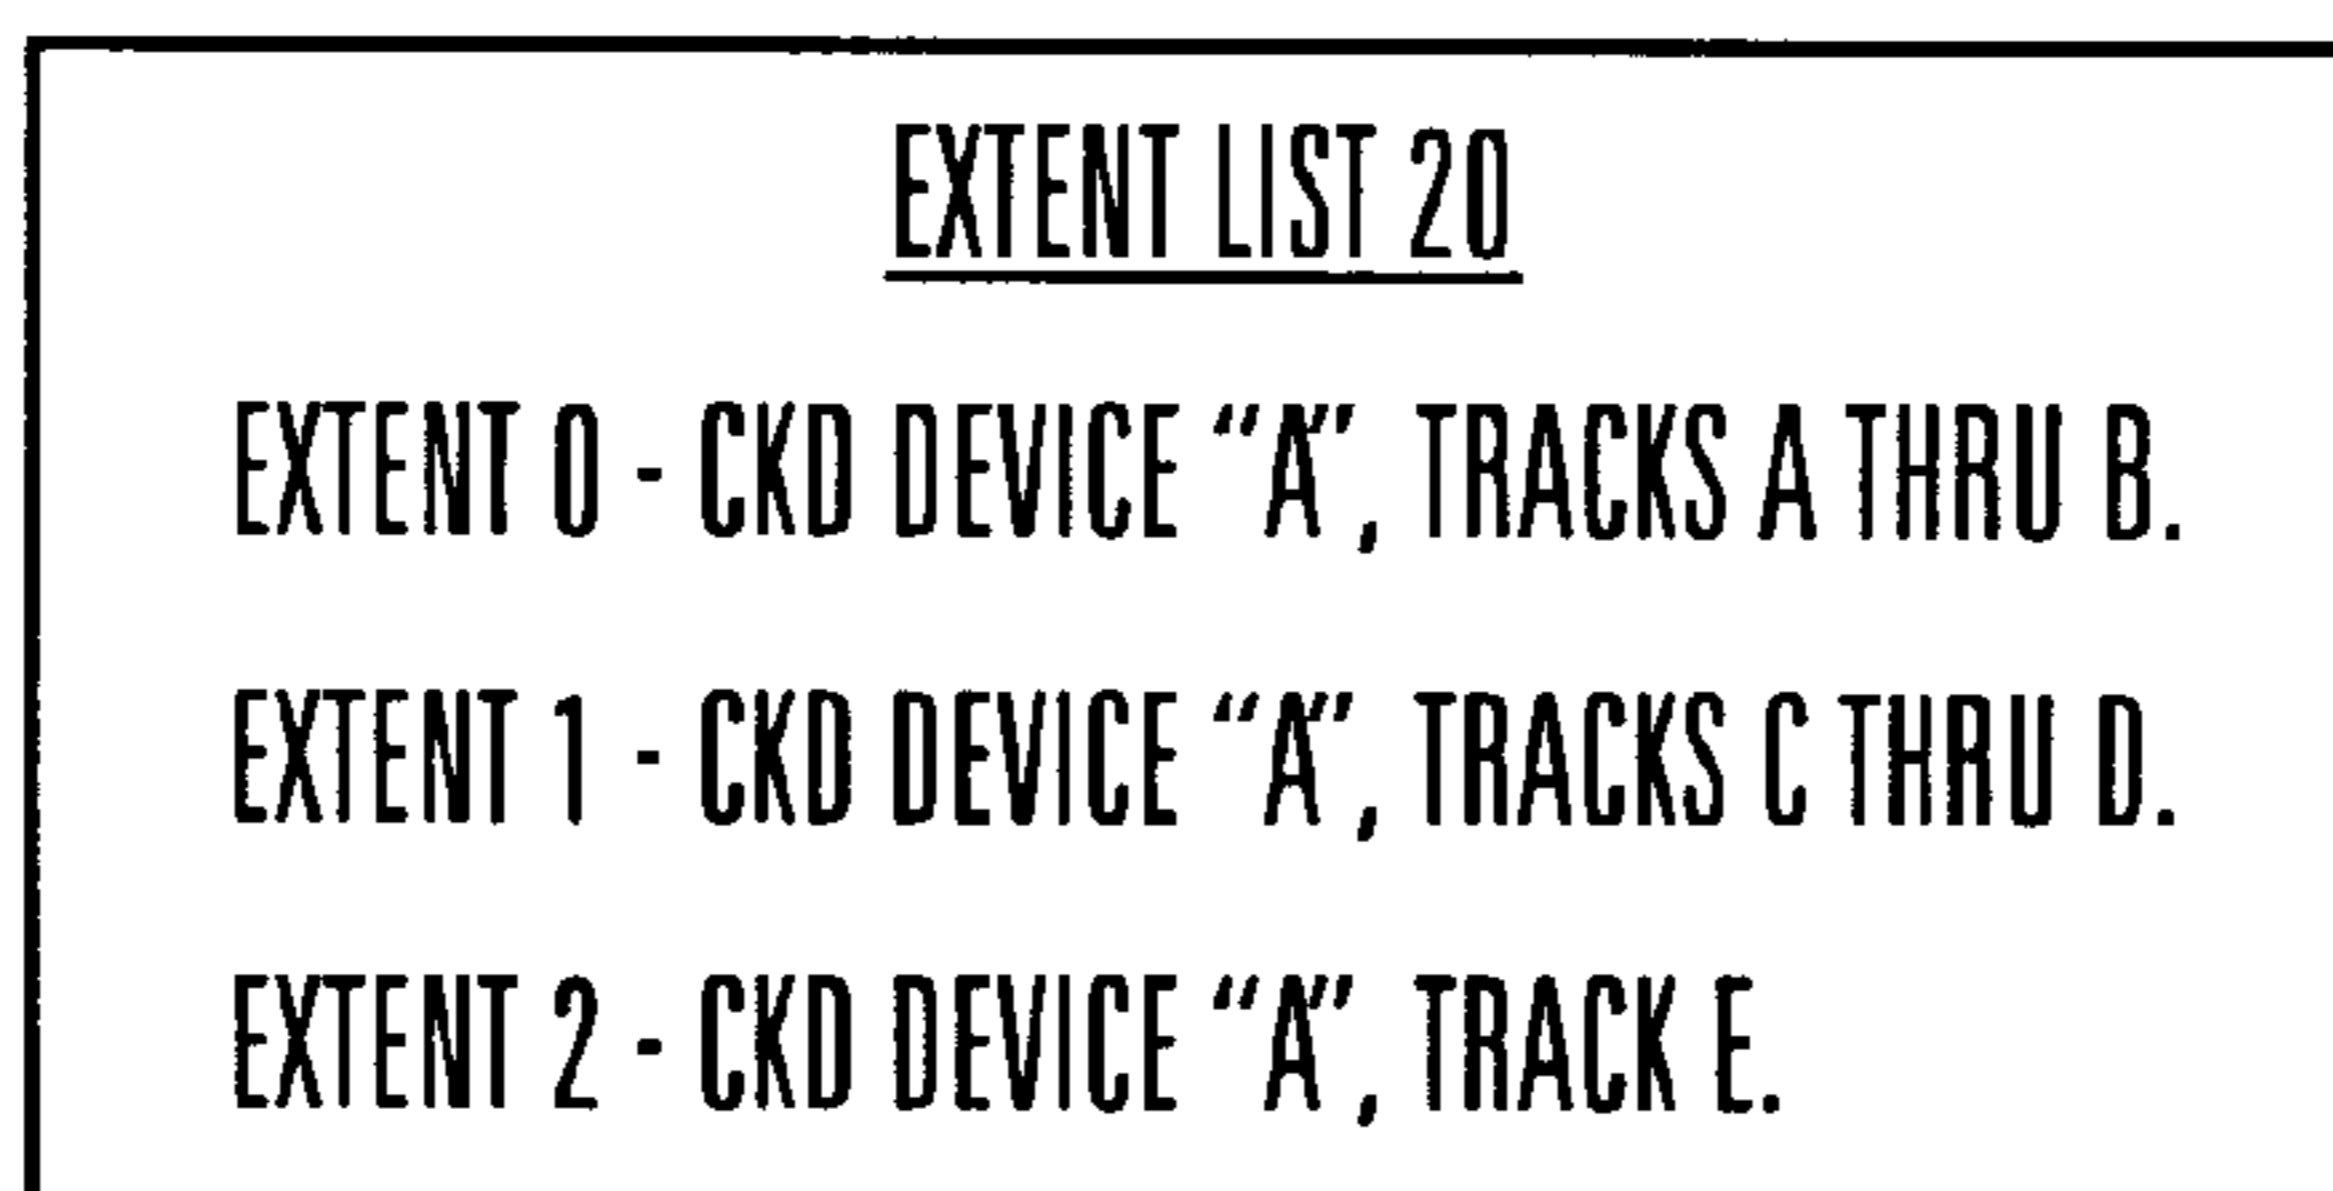 EXTENT LIST 20
EXTENT 0 - CKD DEVICE “A”, TRACKS A THRU B.
EXTENT 1 - CKD DEVICE “A”, TRACKS C THRU D.
EXTENT 2 - CKD DEVICE “A”, TRACK E.